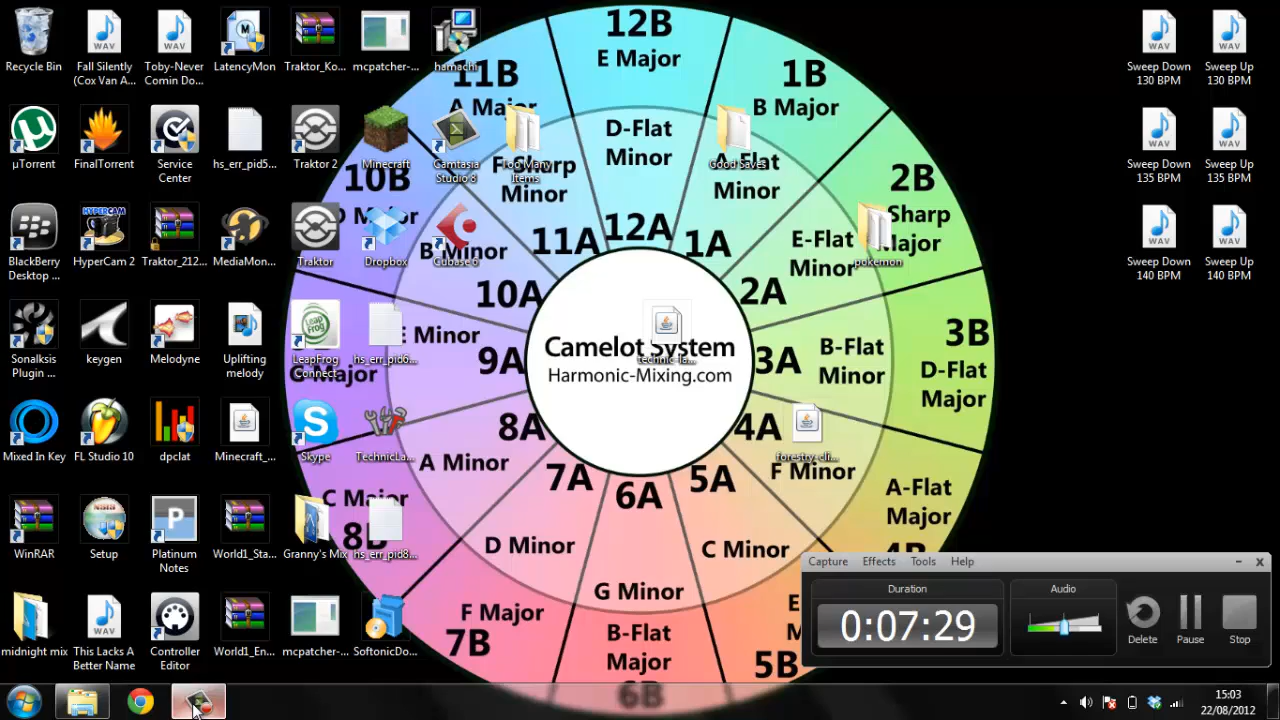 Recycle Bin
Fall Silently
(Cox Van A...
Toby-Never
Comin Do...
LatencyMon
Traktor_Ko...
mcpatcher-...
hamachi
12B
E Major
11B
A Major
1B
B Major
WAV
Sweep Down
130 BPM
WAV
Sweep Up
130 BPM
µTorrent
FinalTorrent
Service
Center
hs_err_pid5...
Traktor 2
Minecraft
Camtasia
Studio 8
Too Many
Items
Good Saves
D-Flat
Minor
F-Sharp
Minor
A-Flat
Minor
10B
D Major
2B
Sharp
Major
Sweep Down
135 BPM
Sweep Up
135 BPM
BlackBerry
Desktop ...
HyperCam 2
Traktor_212...
MediaMon...
Traktor
Dropbox
Cubase 6
B Minor
11A
12A
1A
E-Flat
Minor
pokemon
Sweep Down
140 BPM
Sweep Up
140 BPM
10A
2A
Sonalksis
Plugin ...
keygen
Melodyne
Uplifting
melody
LeapFrog
Connect
hs_err_pid6...
E Minor
G Major
9A
Camelot System
Harmonic-Mixing.com
technic-la...
3A
B-Flat
Minor
3B
D-Flat
Major
Mixed In Key
FL Studio 10
dpclat
Minecraft_...
Skype
TechnicLa...
8A
A Minor
4A
forestry-cli...
F Minor
7A
6A
5A
A-Flat
Major
4B
C Major
8B
WinRAR
Setup
Platinum
Notes
World1_Sta...
Granny's Mix
hs_err_pid8...
D Minor
G Minor
C Minor
Capture
Effects
Tools
Help
Duration
0:07:29
Audio
Delete
Pause
Stop
midnight mix
This Lacks A
Better Name
Controller
Editor
World1_En...
mcpatcher-...
SoftonicDo...
F Major
7B
B-Flat
Major
6B
5B
15:03
22/08/2012